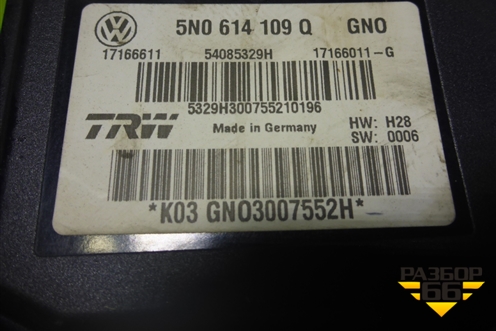 5N0 614 109 Q GNO
17166611 54085329H 17166011-G
5329H300755210196
TRW Made in Germany HW: H28
SW: 0006
*K03 GNO3007552H*
РАЗБОР
66